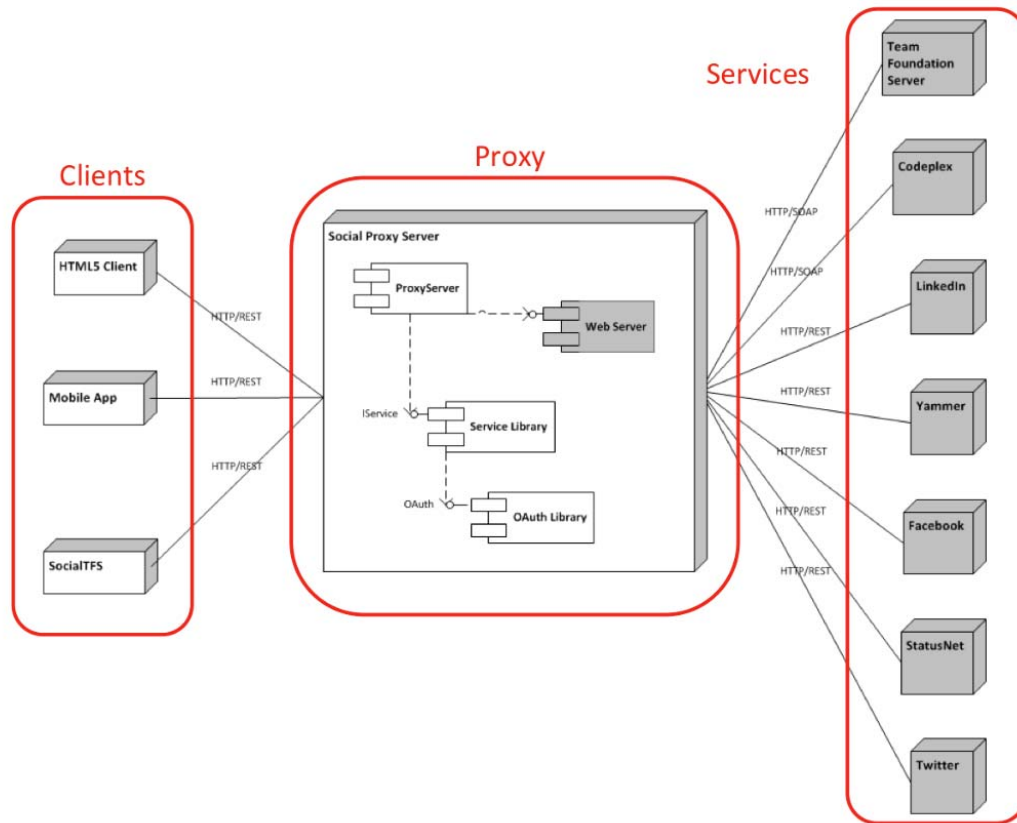 Clients
HTML5 Client
Mobile App
SocialTFS
HTTP/REST
HTTP/REST
HTTP/REST
Proxy
Social Proxy Server
ProxyServer
Web Server
IService
Service Library
OAuth
OAuth Library
HTTP/SOAP
HTTP/SOAP
HTTP/REST
HTTP/REST
HTTP/REST
HTTP/REST
HTTP/REST
Services
Team
Foundation
Server
Codeplex
LinkedIn
Yammer
Facebook
StatusNet
Twitter